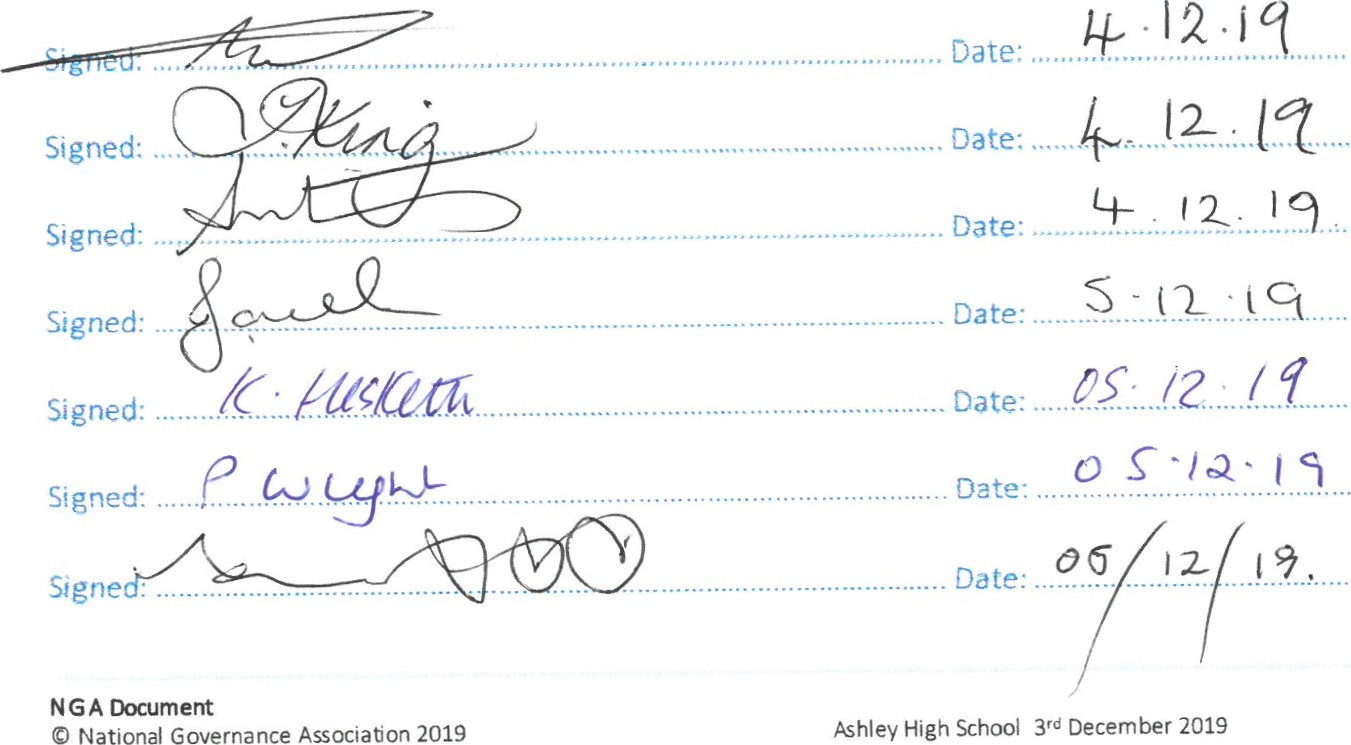 Signed: Date: 4.12.19
Signed: J.King Date: 4.12.19
Signed: Date: 4.12.19.
Signed: Date: 5.12.19
Signed: K. Hesketh Date: 05.12.19
Signed: P Wright Date: 05.12.19
Signed: Date: /12/19.
NGA Document
© National Governance Association 2019
Ashley High School 3rd December 2019